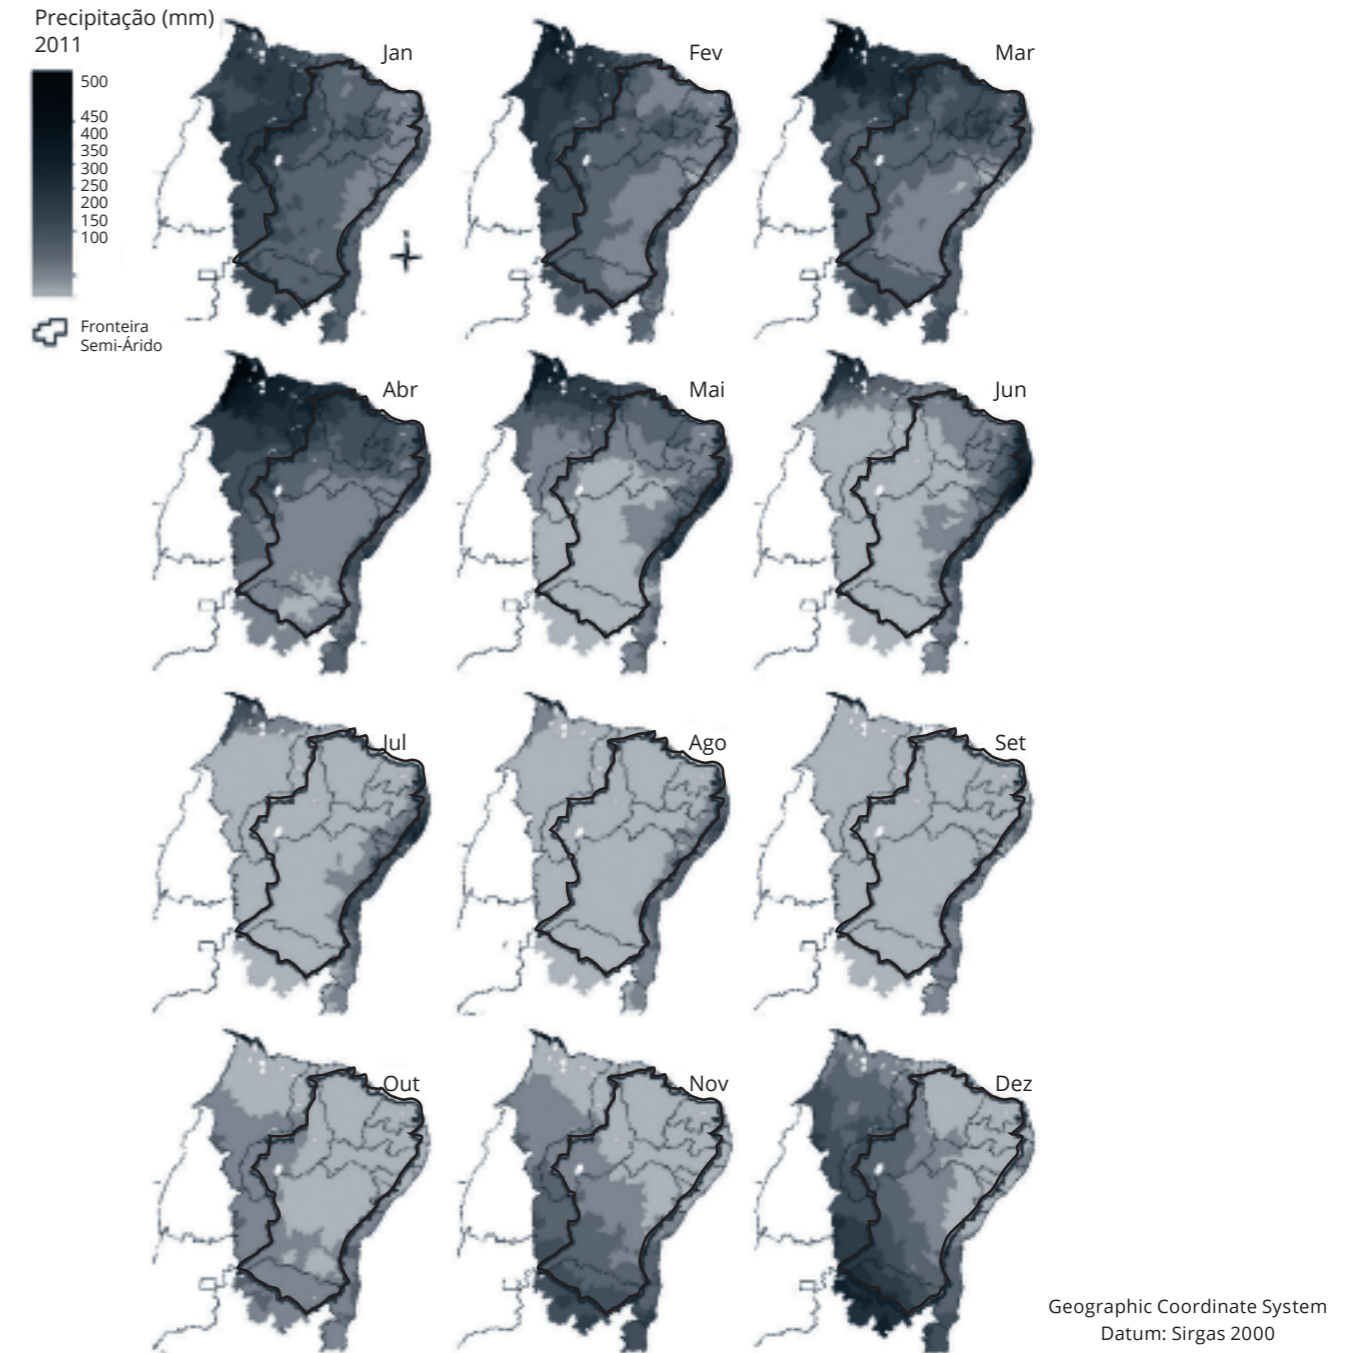 Precipitação (mm)
2011
500
450
400
350
300
250
200
150
100
Fronteira
Semi-Árido
Jan
Fev
Mar
Abr
Mai
Jun
Jul
Ago
Set
Out
Nov
Dez
Geographic Coordinate System
Datum: Sirgas 2000